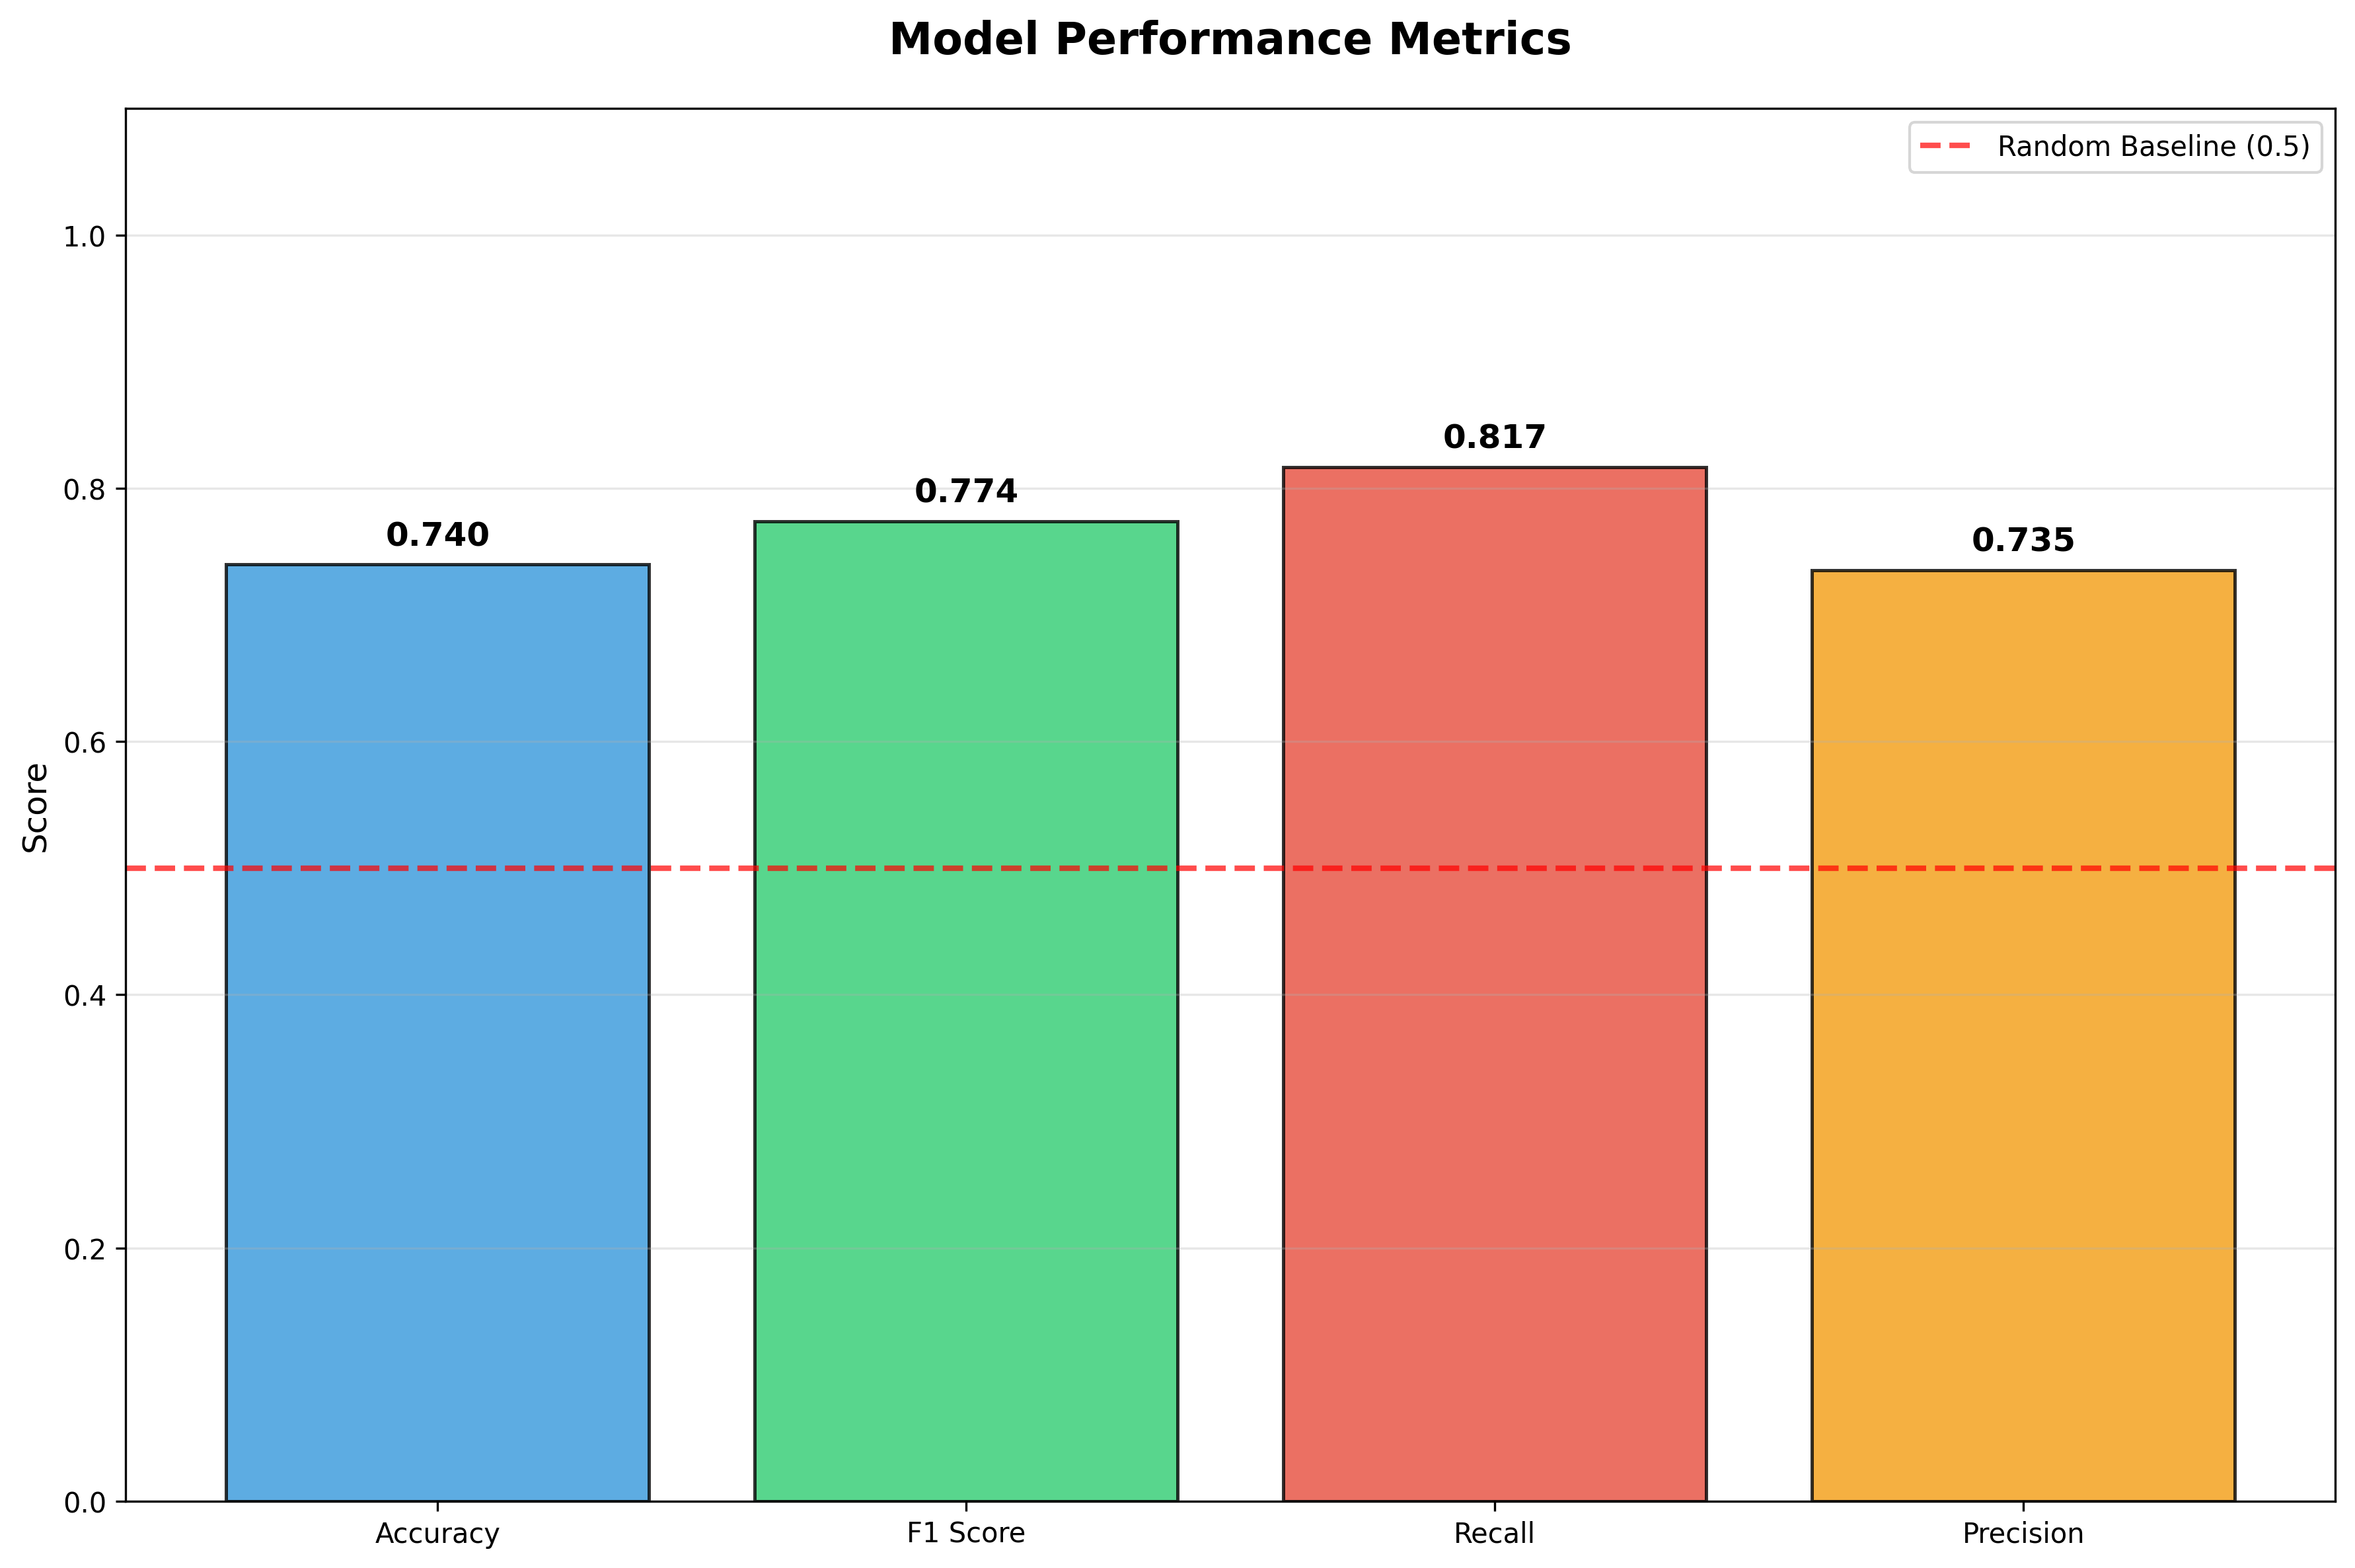 Model Performance Metrics
Random Baseline (0.5)
1.0
0.8
0.6
0.4
0.2
0.0
Score
0.740
0.774
0.817
0.735
Accuracy
F1 Score
Recall
Precision